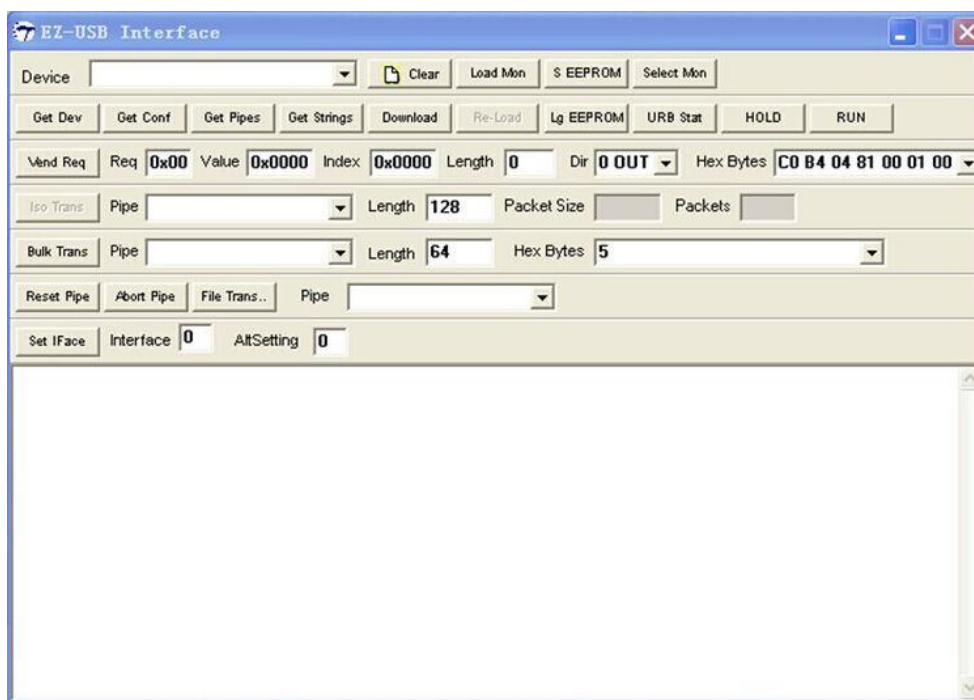 EZ-USB Interface
Device Clear Load Mon S EEPROM Select Mon
Get Dev Get Conf Get Pipes Get Strings Download Re-Load Lg EEPROM URB Stat HOLD RUN
Vend Req Req 0x00 Value 0x0000 Index 0x0000 Length 0 Dir 0 OUT Hex Bytes C0 B4 04 81 00 01 00
Iso Trans Pipe Length 128 Packet Size Packets
Bulk Trans Pipe Length 64 Hex Bytes 5
Reset Pipe Abort Pipe File Trans.. Pipe
Set IFace Interface 0 AltSetting 0